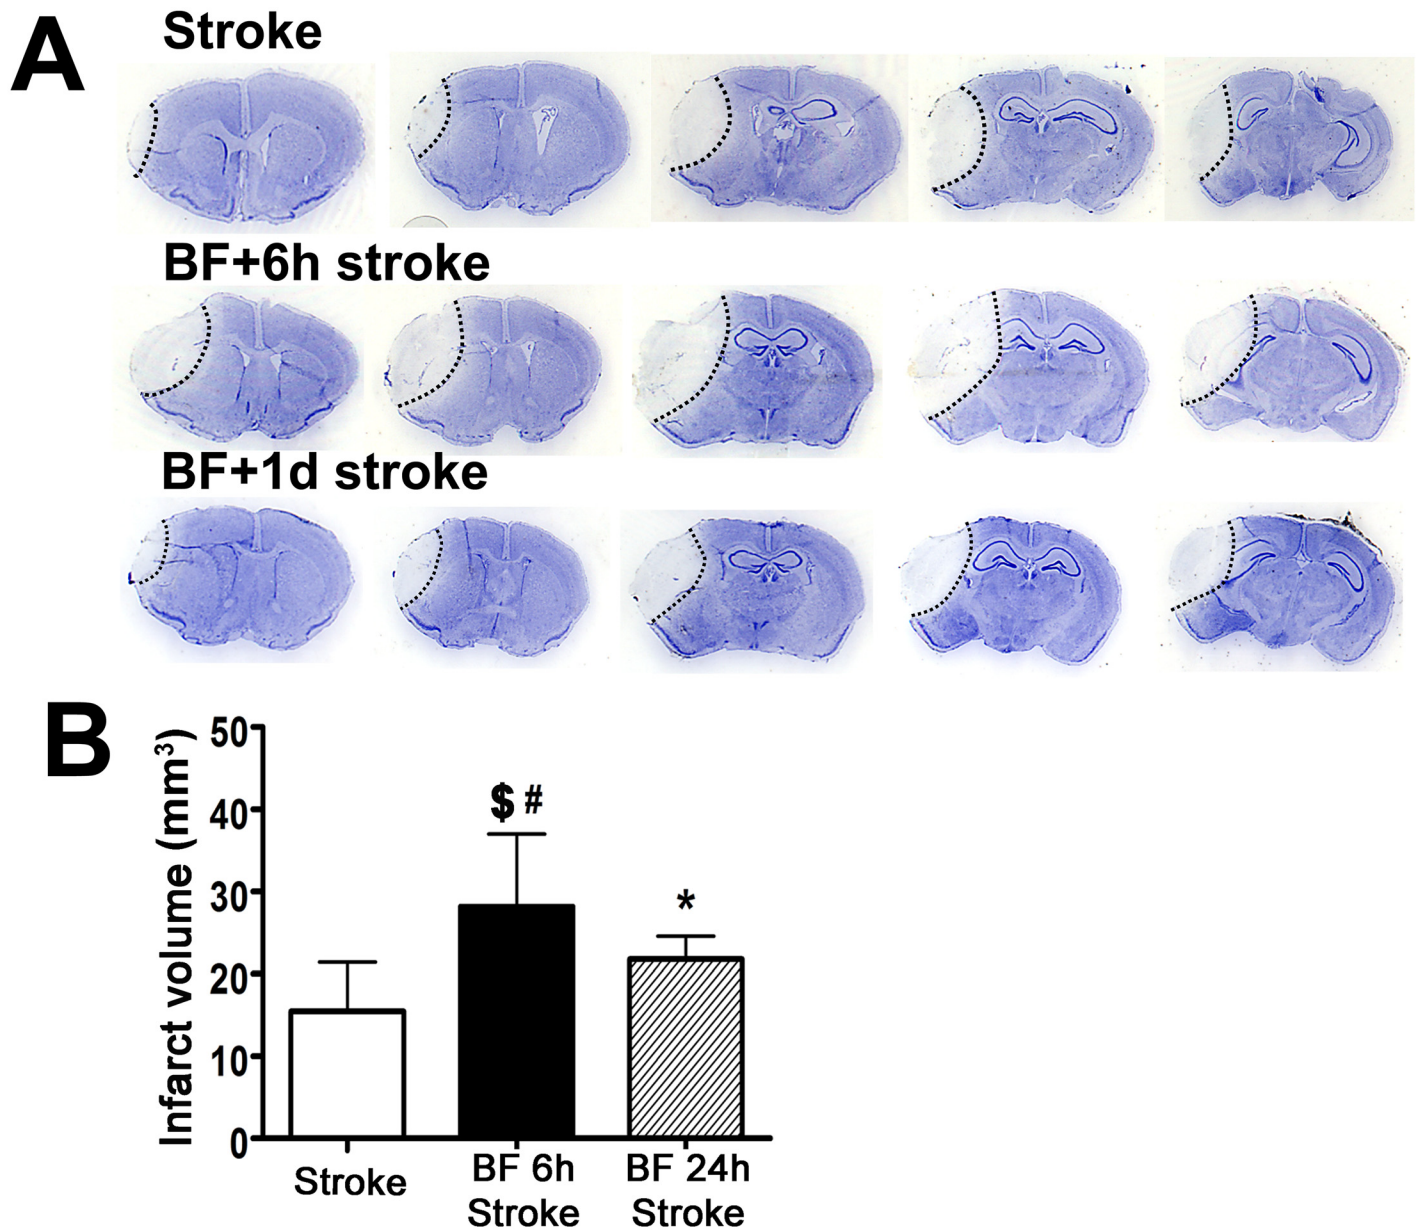 A
Stroke
BF+6h stroke
BF+1d stroke
B
Infarct volume (mm³)
50
40
30
20
10
0
$ #
*
Stroke
BF 6h
Stroke
BF 24h
Stroke